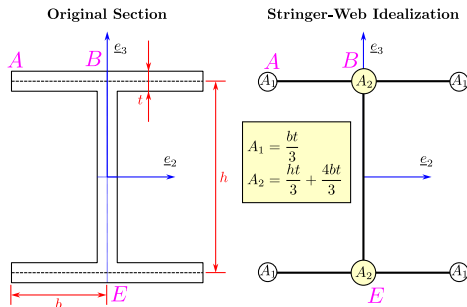 Original Section
Stringer-Web Idealization
A
B
e₃
t
e₂
h
b
E
A
B
e₃
A₁
A₂
A₁
A₁ = bt/3
A₂ = ht/3 + 4bt/3
e₂
A₁
A₂
A₁
E